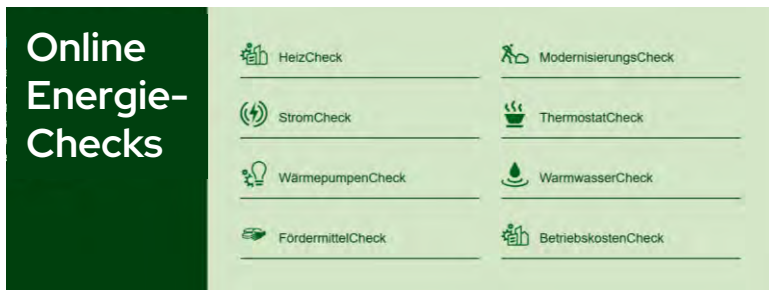 Online
Energie-
Checks
HeizCheck
StromCheck
WärmepumpenCheck
FördermittelCheck
ModernisierungsCheck
ThermostatCheck
WarmwasserCheck
BetriebskostenCheck